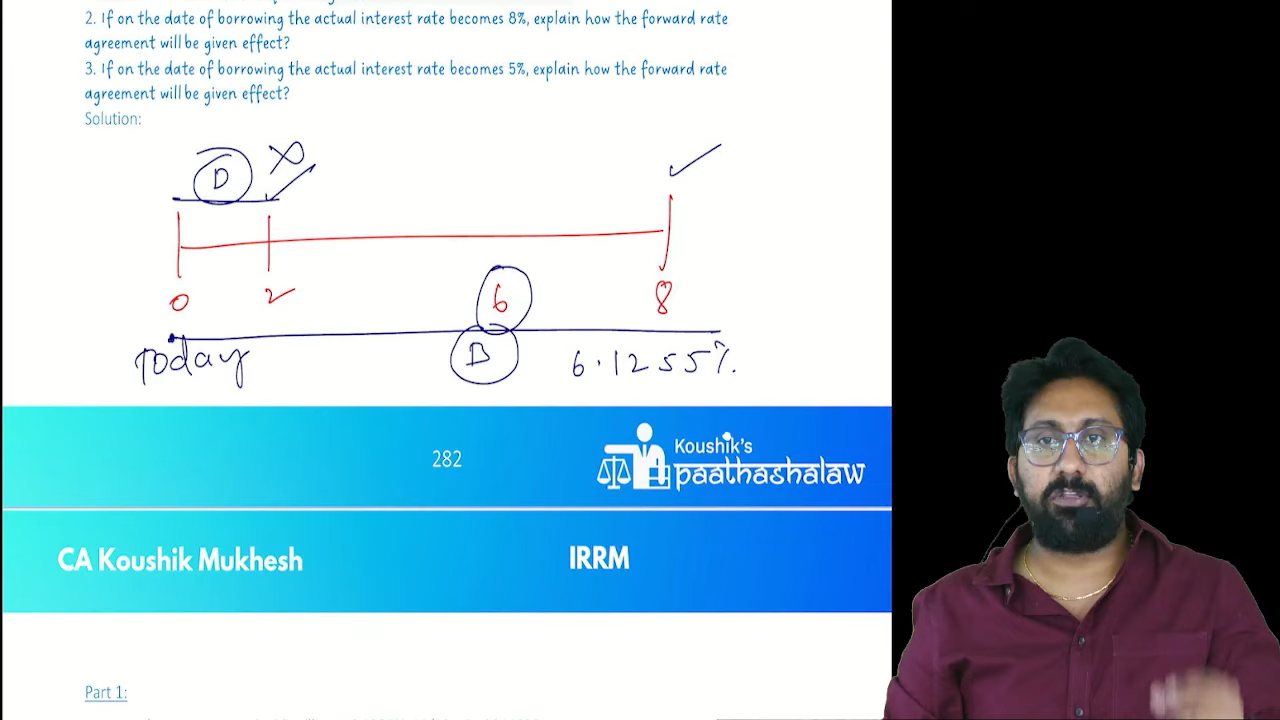 2. If on the date of borrowing the actual interest rate becomes 8%, explain how the forward rate
agreement will be given effect?
3. If on the date of borrowing the actual interest rate becomes 5%, explain how the forward rate
agreement will be given effect?
Solution:
D
0 2 6 8
Today B 6.1255%
282
Koushik's
paathashalaw
CA Koushik Mukhesh IRRM
Part 1: